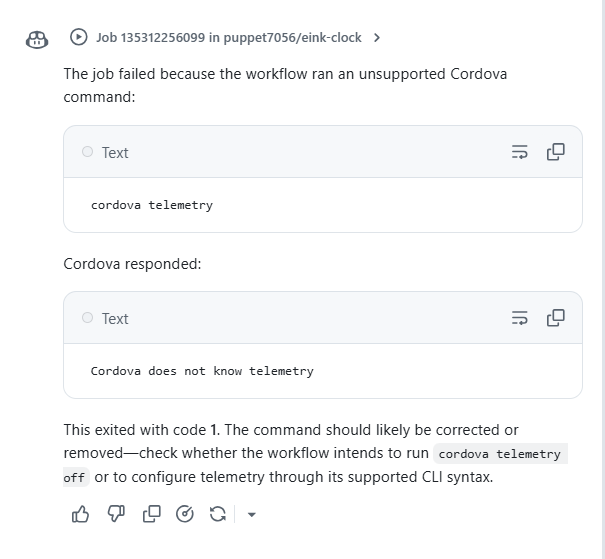 Job 135312256099 in puppet7056/eink-clock
The job failed because the workflow ran an unsupported Cordova
command:
Text
cordova telemetry
Cordova responded:
Text
Cordova does not know telemetry
This exited with code 1. The command should likely be corrected or
removed—check whether the workflow intends to run cordova telemetry
off or to configure telemetry through its supported CLI syntax.